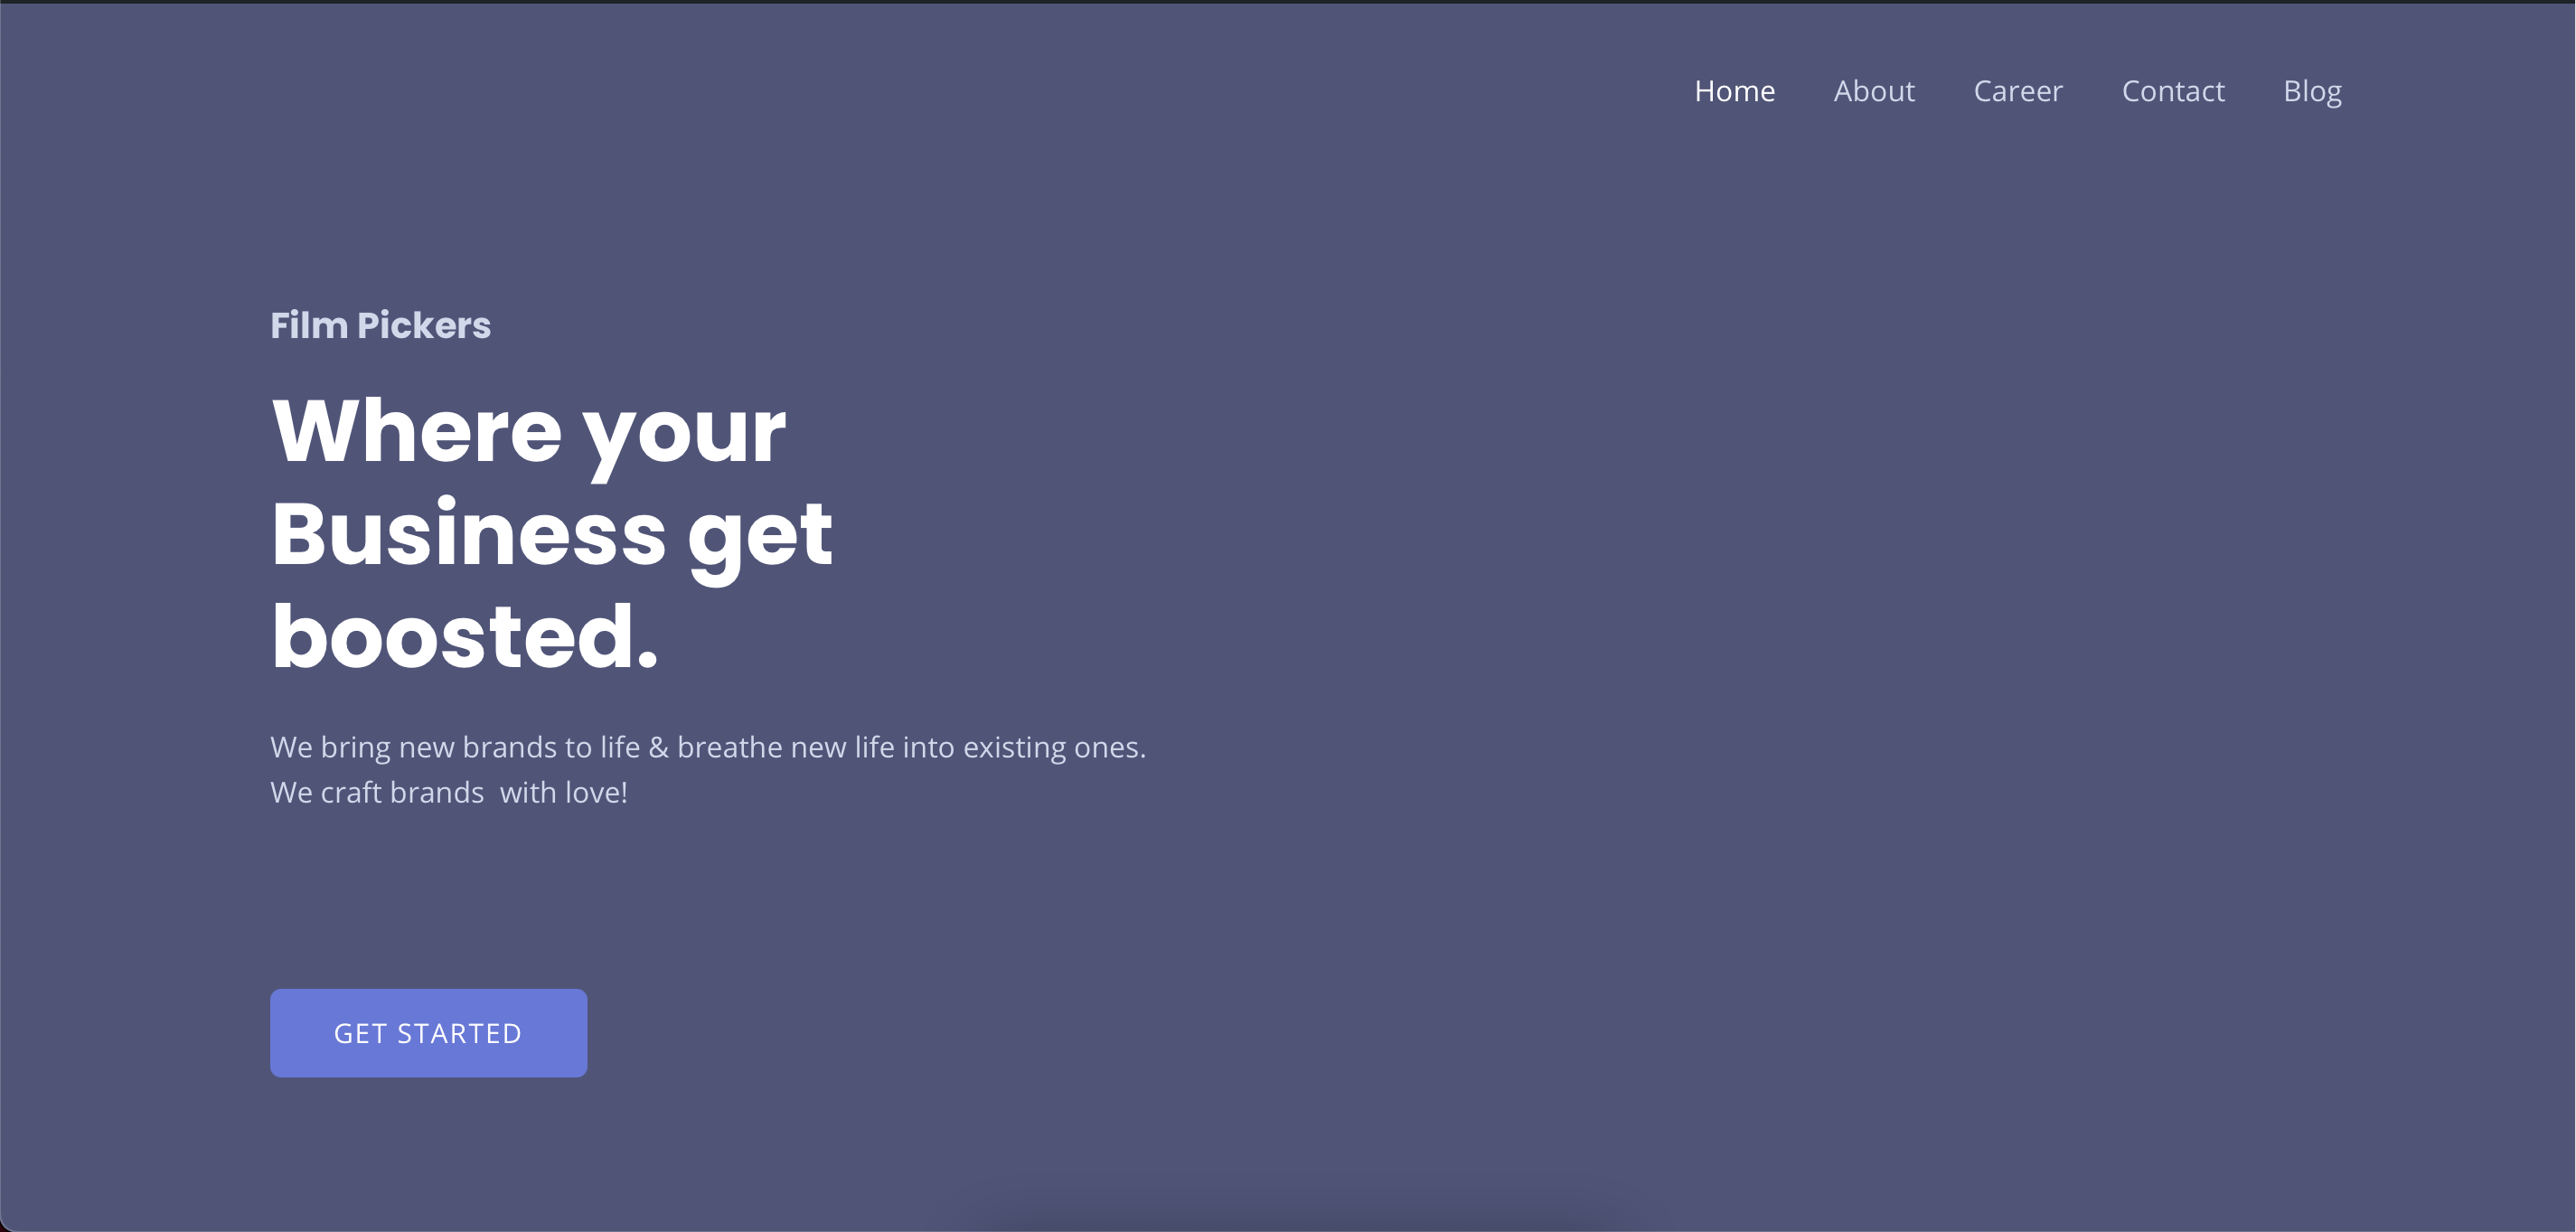 Home About Career Contact Blog
Film Pickers
Where your
Business get
boosted.
We bring new brands to life & breathe new life into existing ones.
We craft brands  with love!
GET STARTED